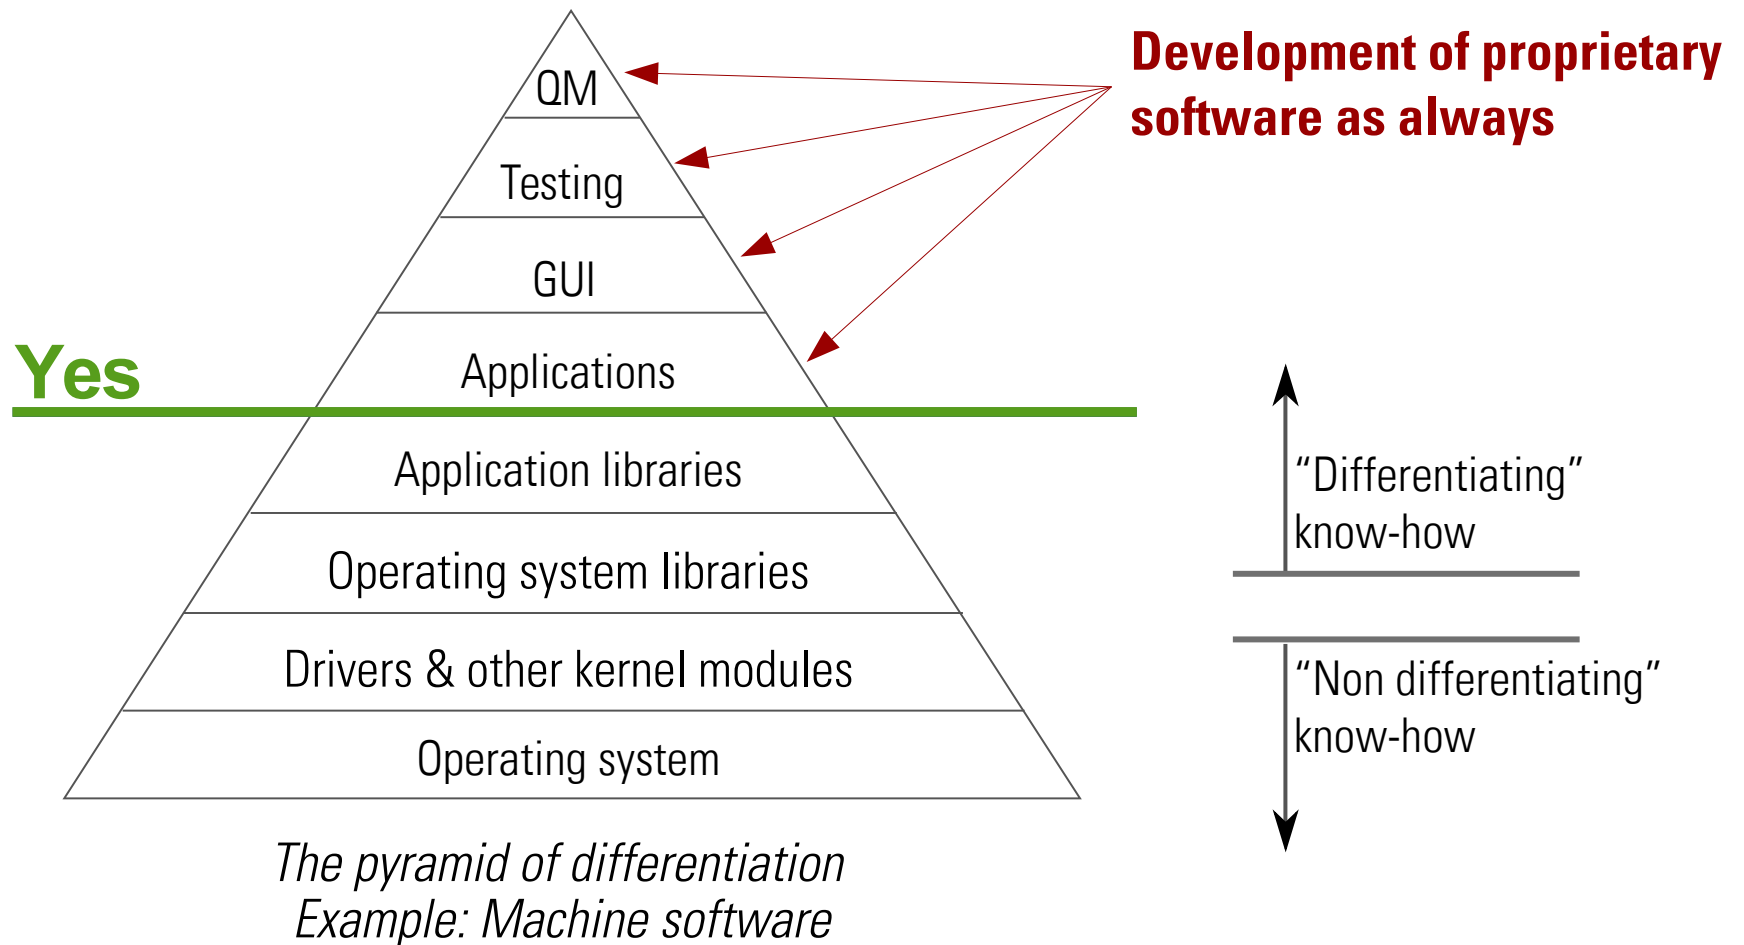 Development of proprietary
software as always
QM
Testing
GUI
Applications
Yes
Application libraries
Operating system libraries
Drivers & other kernel modules
Operating system
“Differentiating”
know-how
“Non differentiating”
know-how
The pyramid of differentiation
Example: Machine software